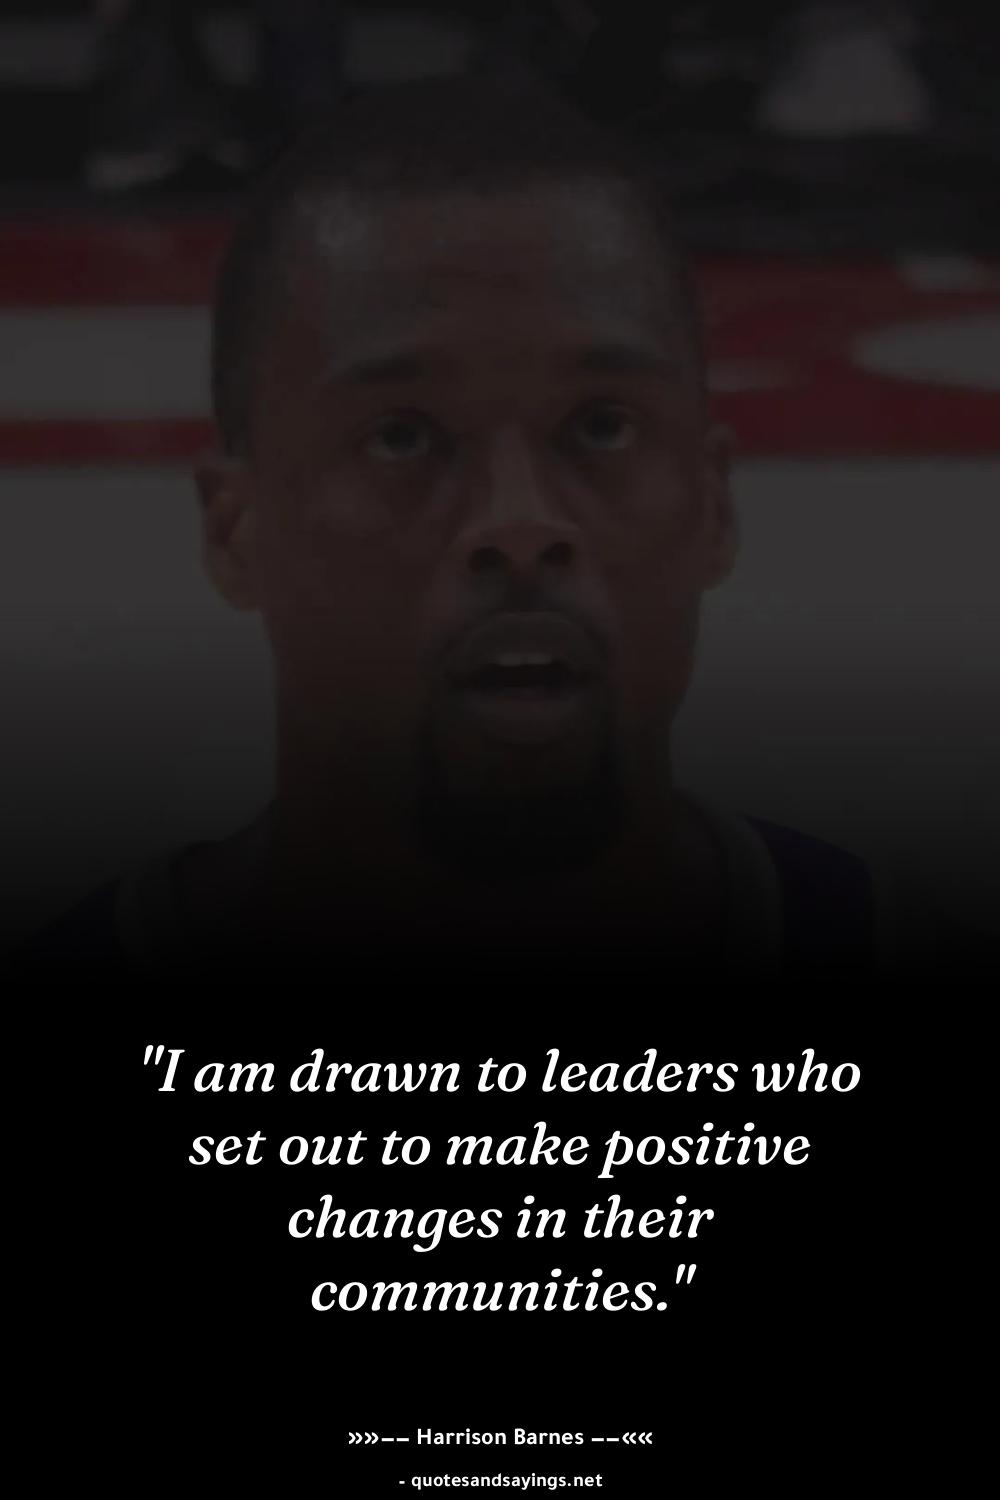 "I am drawn to leaders who
set out to make positive
changes in their
communities."
»»−− Harrison Barnes −−««
- quotesandsayings.net